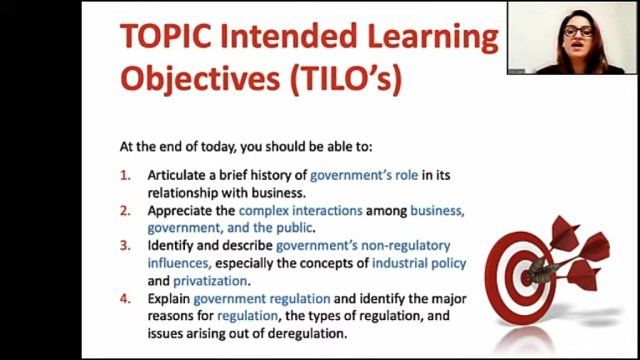 TOPIC Intended Learning
Objectives (TILO's)
At the end of today, you should be able to:
1. Articulate a brief history of government's role in its
relationship with business.
2. Appreciate the complex interactions among business,
government, and the public.
3. Identify and describe government's non-regulatory
influences, especially the concepts of industrial policy
and privatization.
4. Explain government regulation and identify the major
reasons for regulation, the types of regulation, and
issues arising out of deregulation.